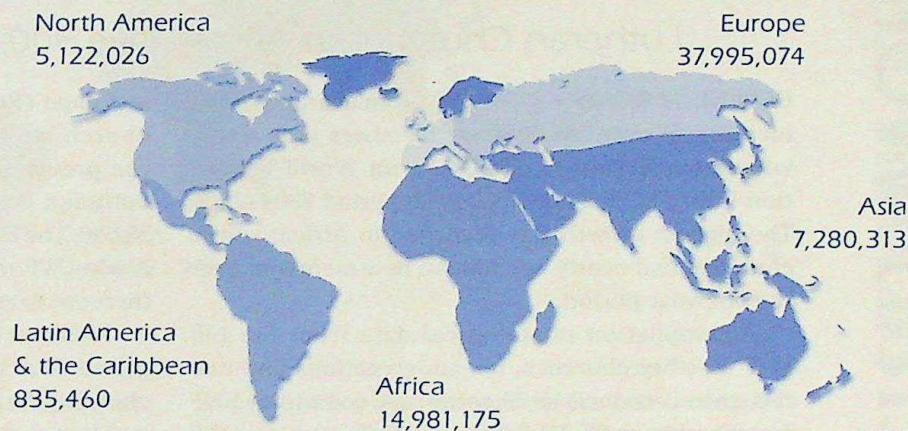 North America
5,122,026
Europe
37,995,074
Asia
7,280,313
Latin America
& the Caribbean
835,460
Africa
14,981,175